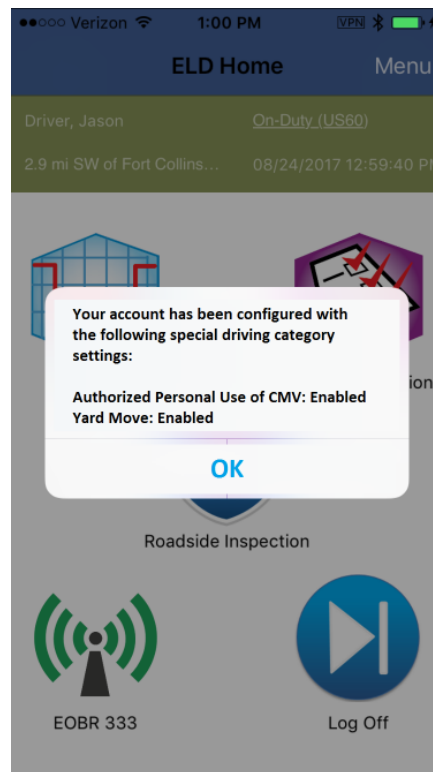 Verizon 1:00 PM VPN
ELD Home Menu
Driver, Jason On-Duty (US60)
2.9 mi SW of Fort Collins... 08/24/2017 12:59:40 PM
Your account has been configured with
the following special driving category
settings:
Authorized Personal Use of CMV: Enabled
Yard Move: Enabled
ion
OK
Roadside Inspection
EOBR 333 Log Off